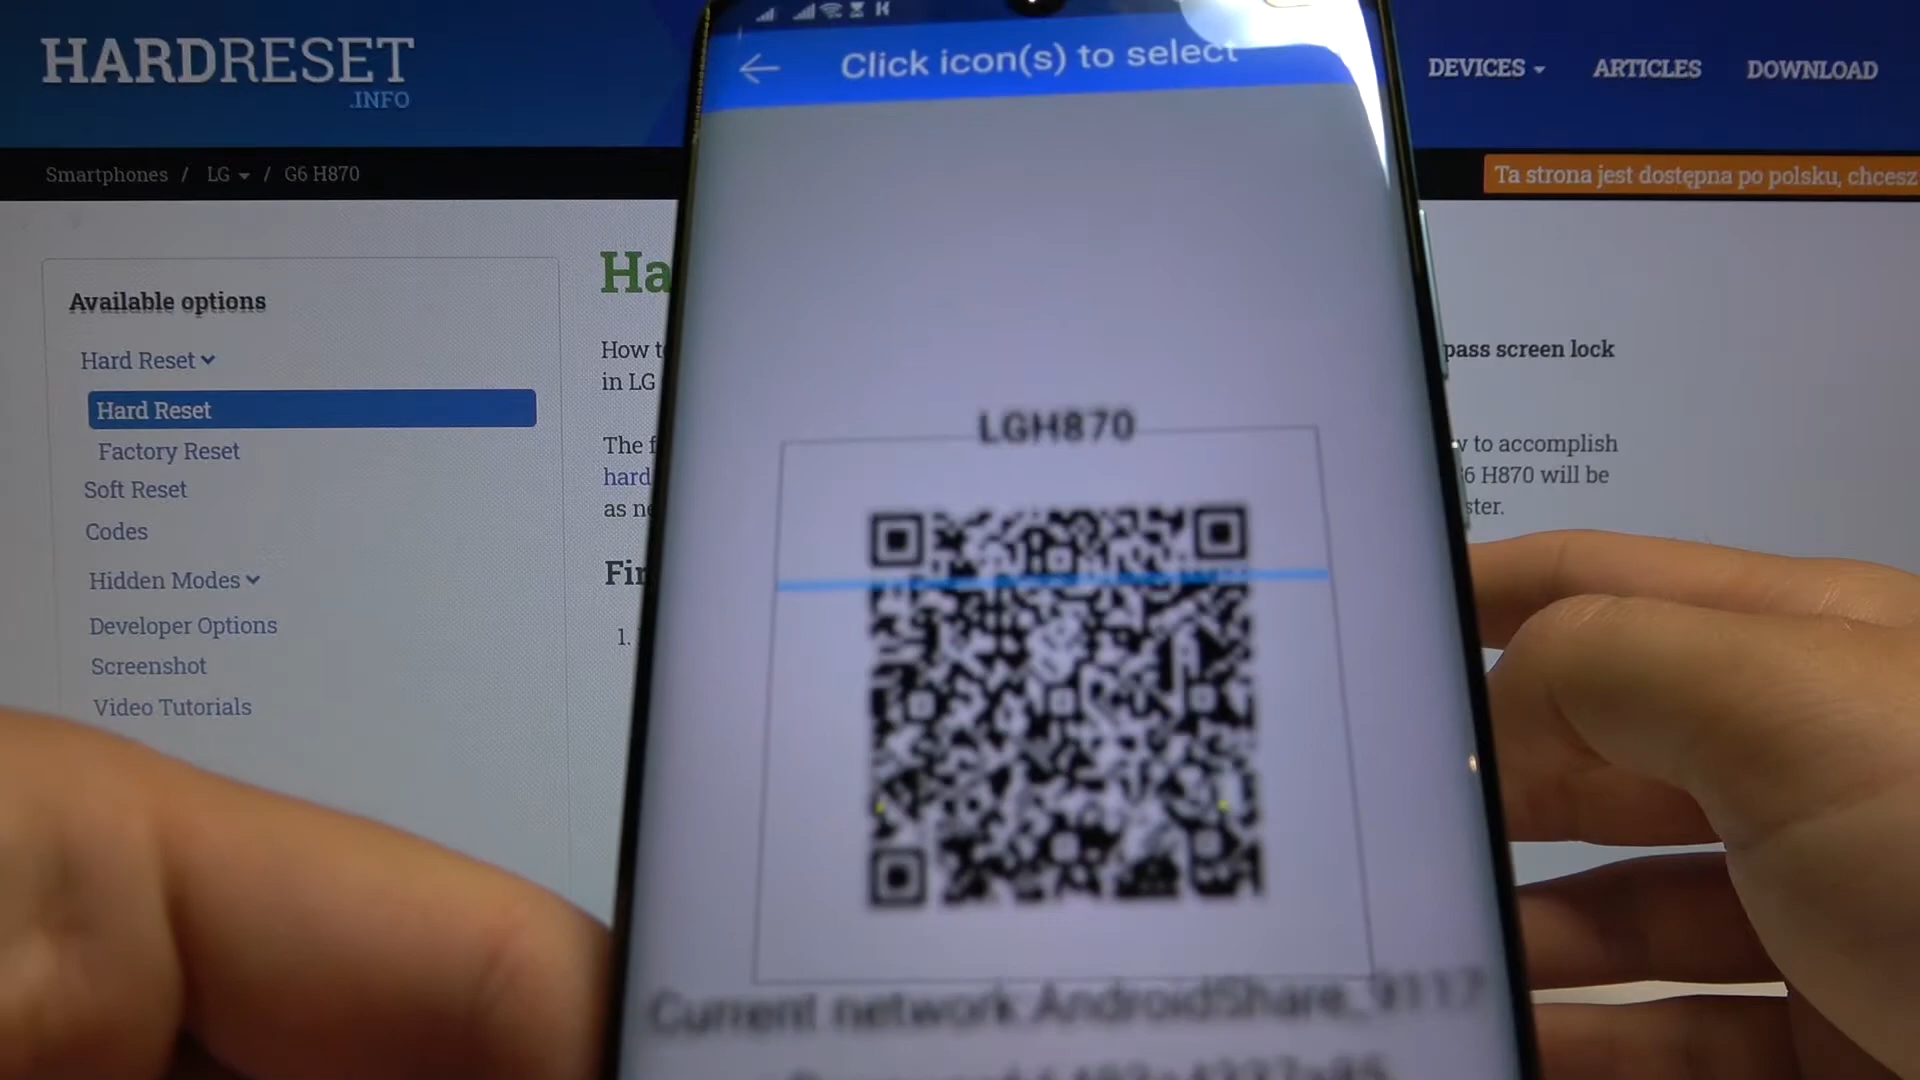 HARDRESET
.INFO
DEVICES
ARTICLES
DOWNLOAD
Smartphones / LG / G6 H870
Ta strona jest dostępna po polsku, chcesz
Click icon(s) to select
Available options
Hard Reset
Hard Reset
Factory Reset
Soft Reset
Codes
Hidden Modes
Developer Options
Screenshot
Video Tutorials
Ha
How t
in LG
pass screen lock
The f
to accomplish
hard
H870 will be
as
ster.
Fir
1.
LGH870
Current network AndroidShare_9117